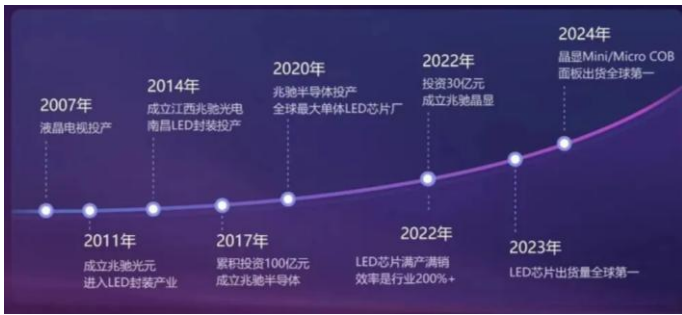 2007年
液晶电视投产
2011年
成立兆驰光元
进入LED封装产业
2014年
成立江西兆驰光电
南昌LED封装投产
2017年
累积投资100亿元
成立兆驰半导体
2020年
兆驰半导体投产
全球最大单体LED芯片厂
2022年
投资30亿元
成立兆驰晶显
2022年
LED芯片满产满销
效率是行业200%+
2023年
LED芯片出货量全球第一
2024年
晶显Mini/Micro COB
面板出货全球第一